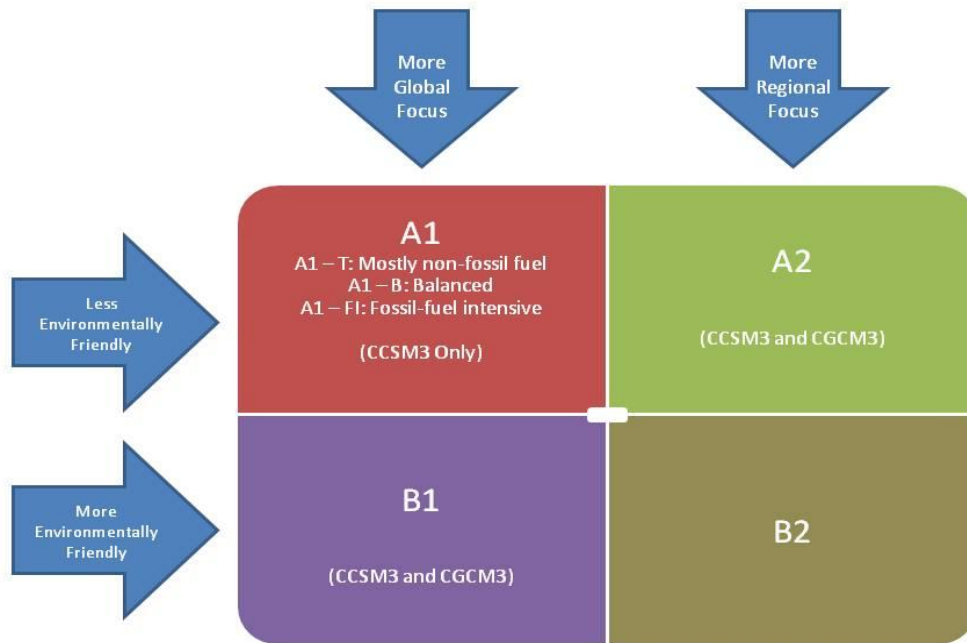 More
Global
Focus
More
Regional
Focus
Less
Environmentally
Friendly
A1
A1 – T: Mostly non-fossil fuel
A1 – B: Balanced
A1 – FI: Fossil-fuel intensive
(CCSM3 Only)
A2
(CCSM3 and CGCM3)
More
Environmentally
Friendly
B1
(CCSM3 and CGCM3)
B2